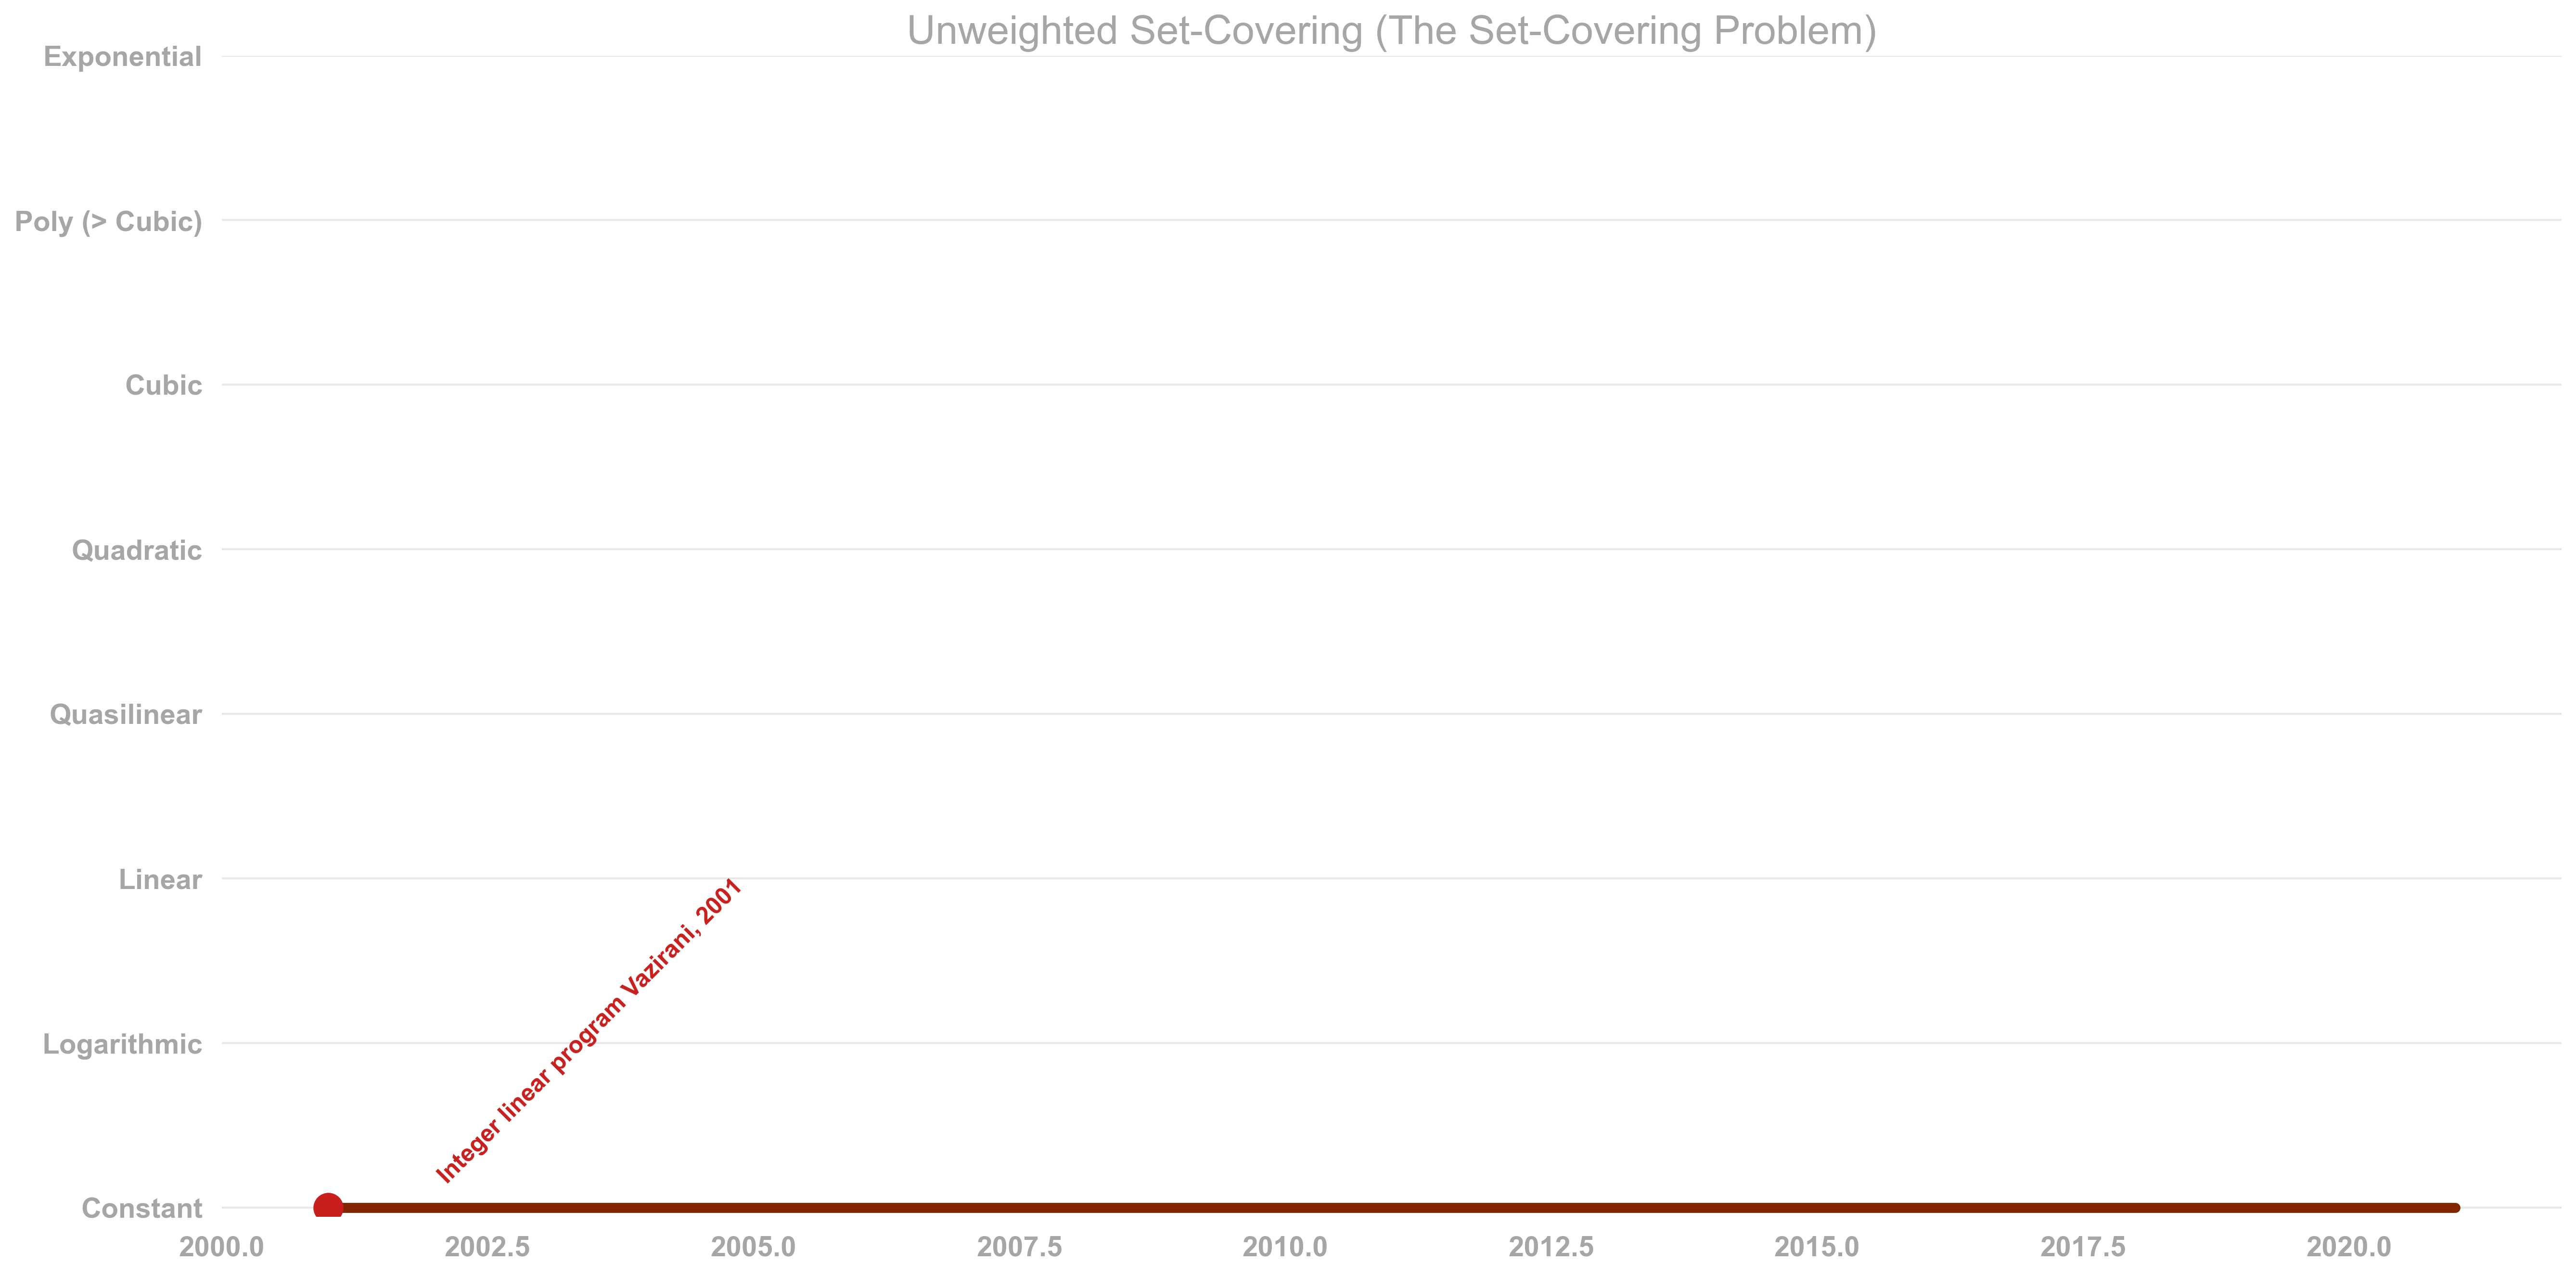 Unweighted Set-Covering (The Set-Covering Problem)
Exponential
Poly (> Cubic)
Cubic
Quadratic
Quasilinear
Linear
Logarithmic
Constant
Integer linear program Vazirani, 2001
2000.0
2002.5
2005.0
2007.5
2010.0
2012.5
2015.0
2017.5
2020.0